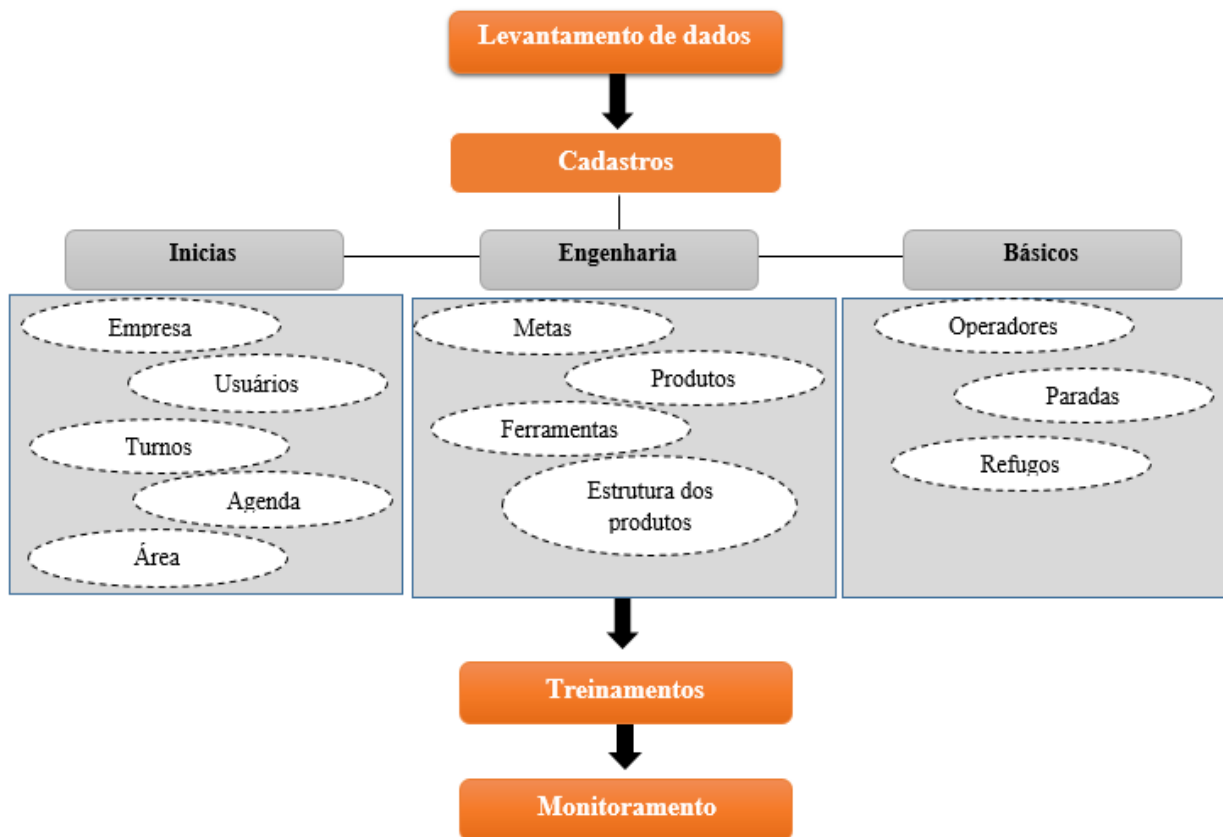 Levantamento de dados
Cadastros
Inicias
Engenharia
Básicos
Empresa
Usuários
Turnos
Agenda
Área
Metas
Produtos
Ferramentas
Estrutura dos
produtos
Operadores
Paradas
Refugos
Treinamentos
Monitoramento